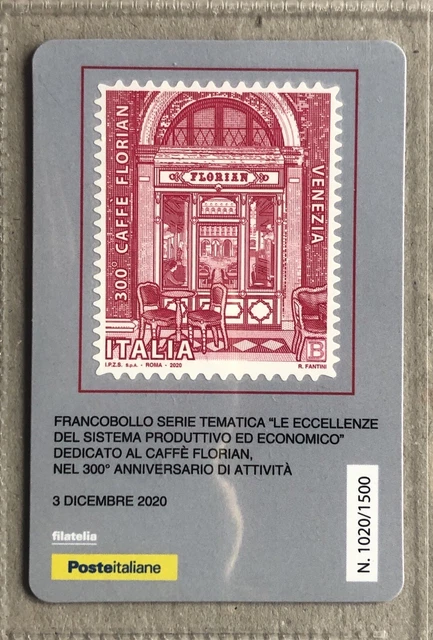 300° CAFFÈ FLORIAN
FLORIAN
VENEZIA
ITALIA
B
I.P.Z.S. S.p.A. - ROMA - 2020
R. FANTINI
FRANCOBOLLO SERIE TEMATICA “LE ECCELLENZE
DEL SISTEMA PRODUTTIVO ED ECONOMICO”
DEDICATO AL CAFFÈ FLORIAN,
NEL 300° ANNIVERSARIO DI ATTIVITÀ
3 DICEMBRE 2020
filatelia
Posteitaliane
N. 1020/1500